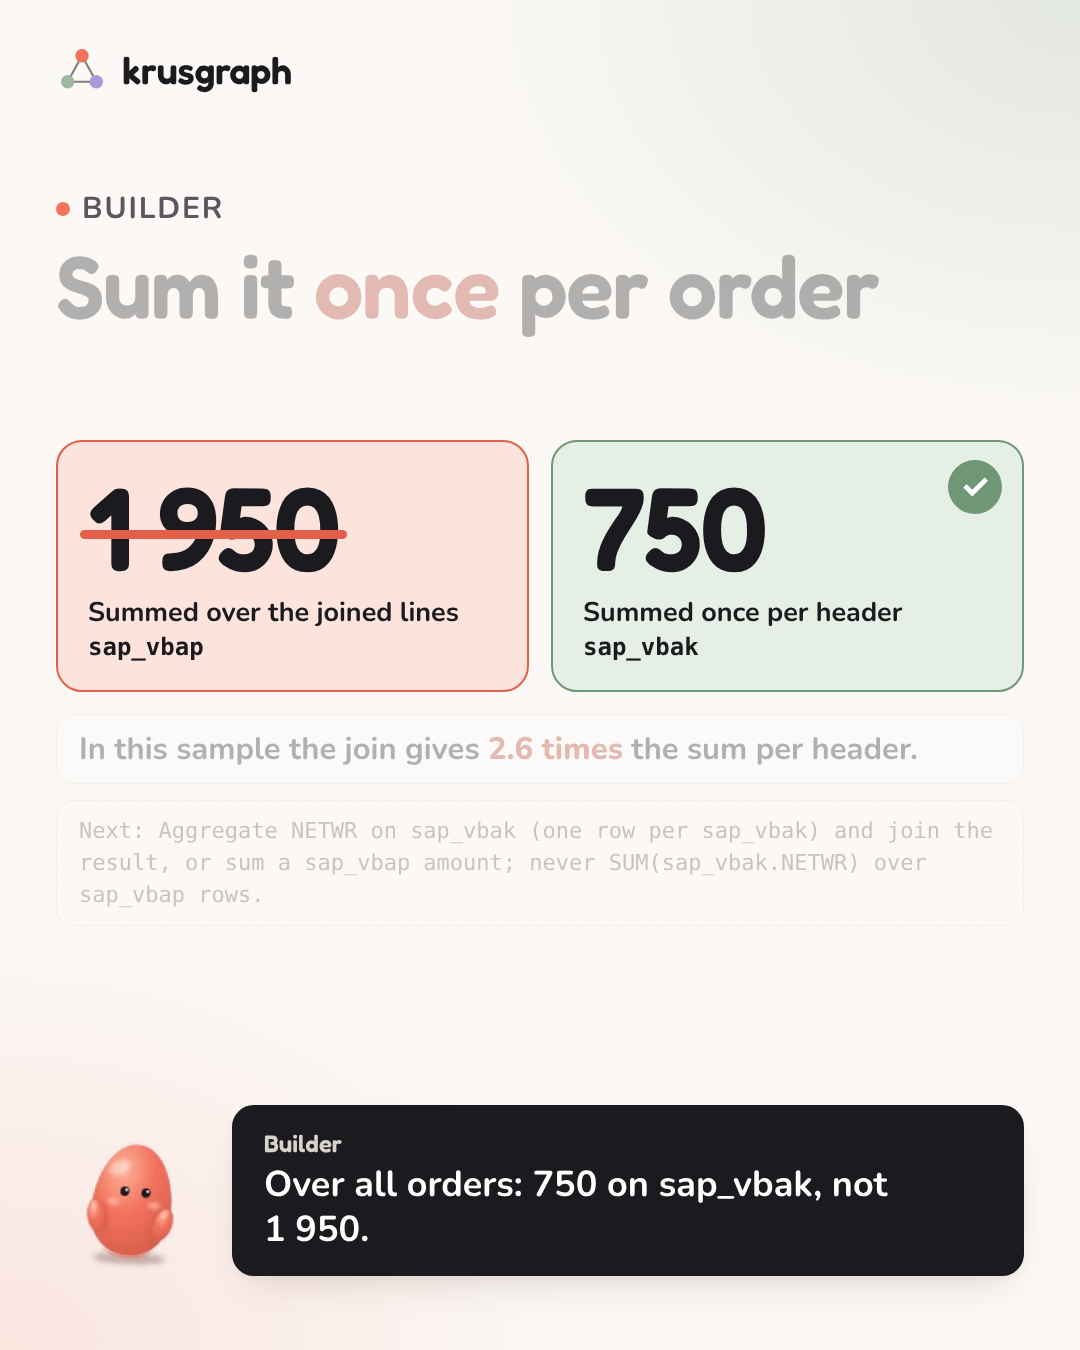 krusgraph
BUILDER
Sum it once per order
1 950
Summed over the joined lines
sap_vbap
750
Summed once per header
sap_vbak
In this sample the join gives 2.6 times the sum per header.
Next: Aggregate NETWR on sap_vbak (one row per sap_vbak) and join the
result, or sum a sap_vbap amount; never SUM(sap_vbak.NETWR) over
sap_vbap rows.
Builder
Over all orders: 750 on sap_vbak, not
1 950.